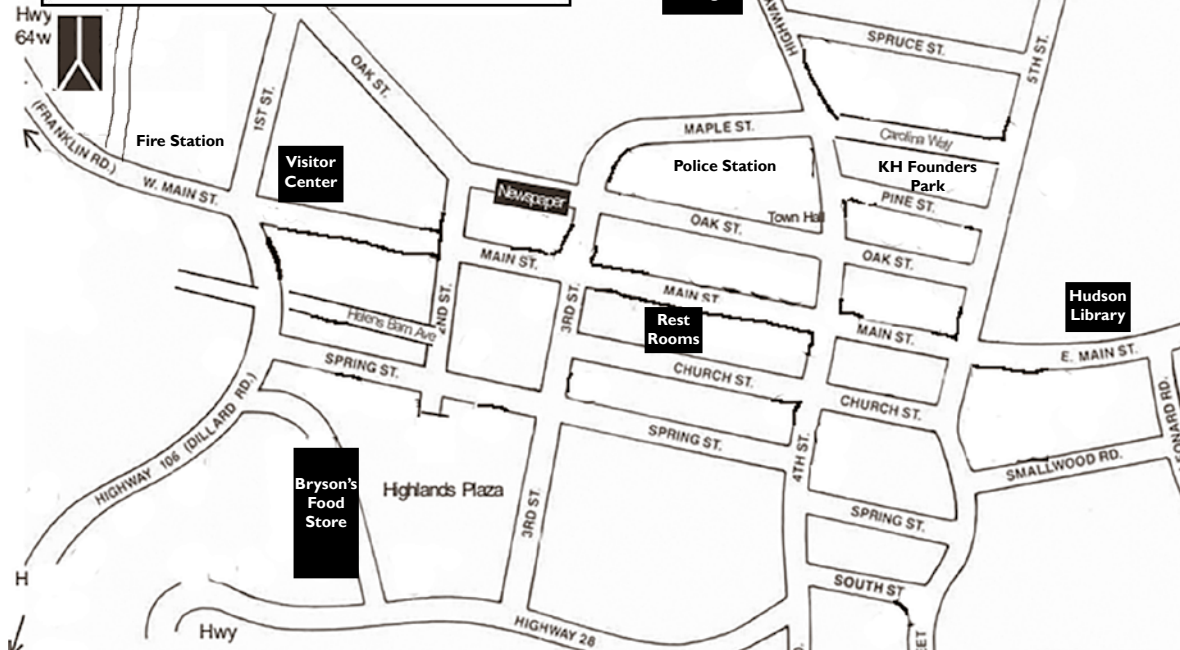 Hwy
64w
HIGHWAY
SPRUCE ST.
5TH ST.
OAK ST.
1ST ST.
(FRANKLIN RD.)
Fire Station
MAPLE ST.
Carolina Way
Visitor
Center
Police Station
KH Founders
Park
W. MAIN ST.
Newspaper
PINE ST.
OAK ST.
Town Hall
MAIN ST.
OAK ST.
MAIN ST.
Hudson
Library
2ND ST.
3RD ST.
Helens Barn Ave
Rest
Rooms
MAIN ST.
E. MAIN ST.
SPRING ST.
CHURCH ST.
CHURCH ST.
HIGHWAY 106 (DILLARD RD.)
SPRING ST.
4TH ST.
SMALLWOOD RD.
Bryson's
Food
Store
Highlands Plaza
3RD ST.
SPRING ST.
H
SOUTH ST
Hwy
HIGHWAY 28